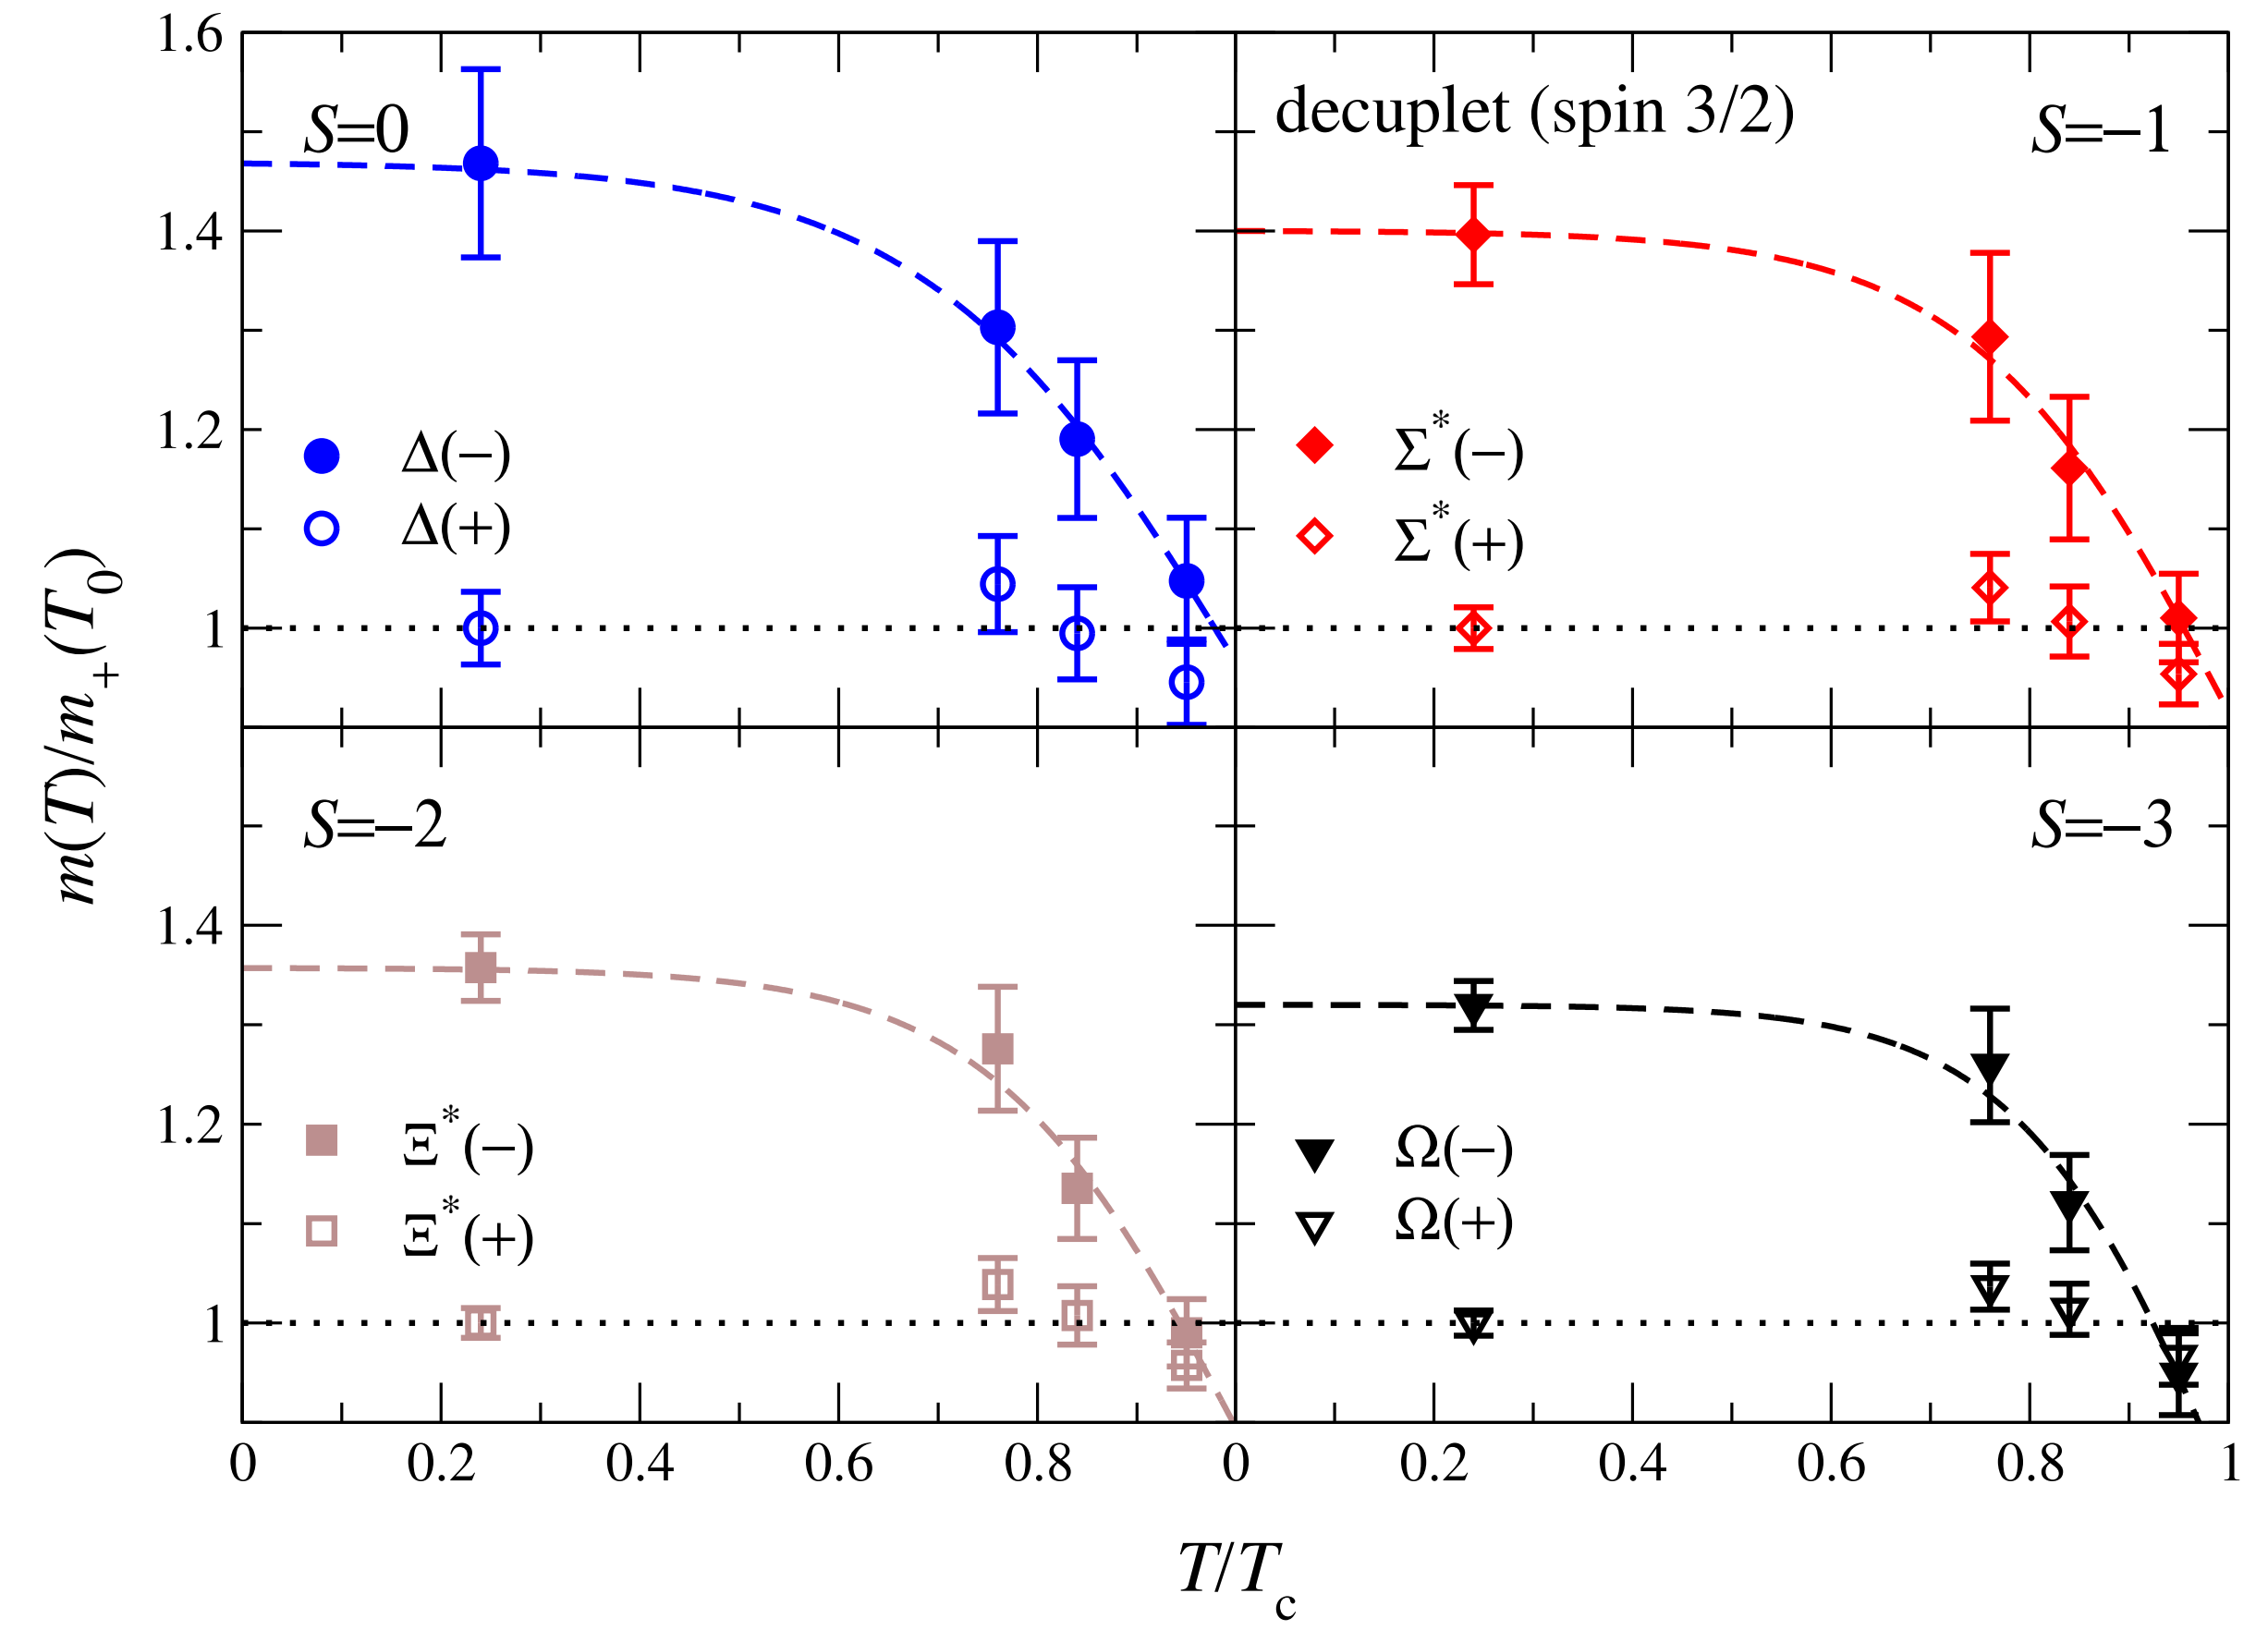 1.6
1.4
1.2
1
S=0
Δ(−)
Δ(+)
decuplet (spin 3/2)
S=−1
Σ*(−)
Σ*(+)
m(T)/m₊(T₀)
1.4
1.2
1
S=−2
Ξ*(−)
Ξ*(+)
S=−3
Ω(−)
Ω(+)
0 0.2 0.4 0.6 0.8 0 0.2 0.4 0.6 0.8 1
T/Tc